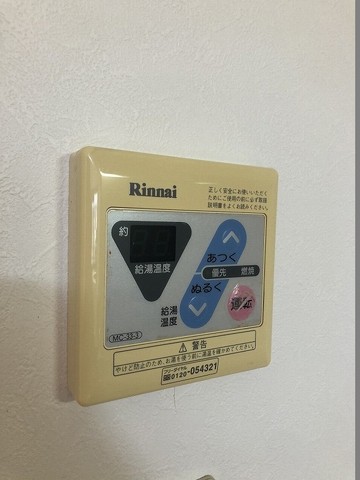 Rinnai
正しく安全にお使いいただく
ためにご使用の前に必ず取扱
説明書をよくお読みください。
約
給湯温度
あつく
優先 燃焼
ぬるく
給湯
温度
運転
MC-33-3
⚠ 警告
やけど防止のため、お湯を使う前に湯温を確かめてください。
フリーダイヤル
0120-054321